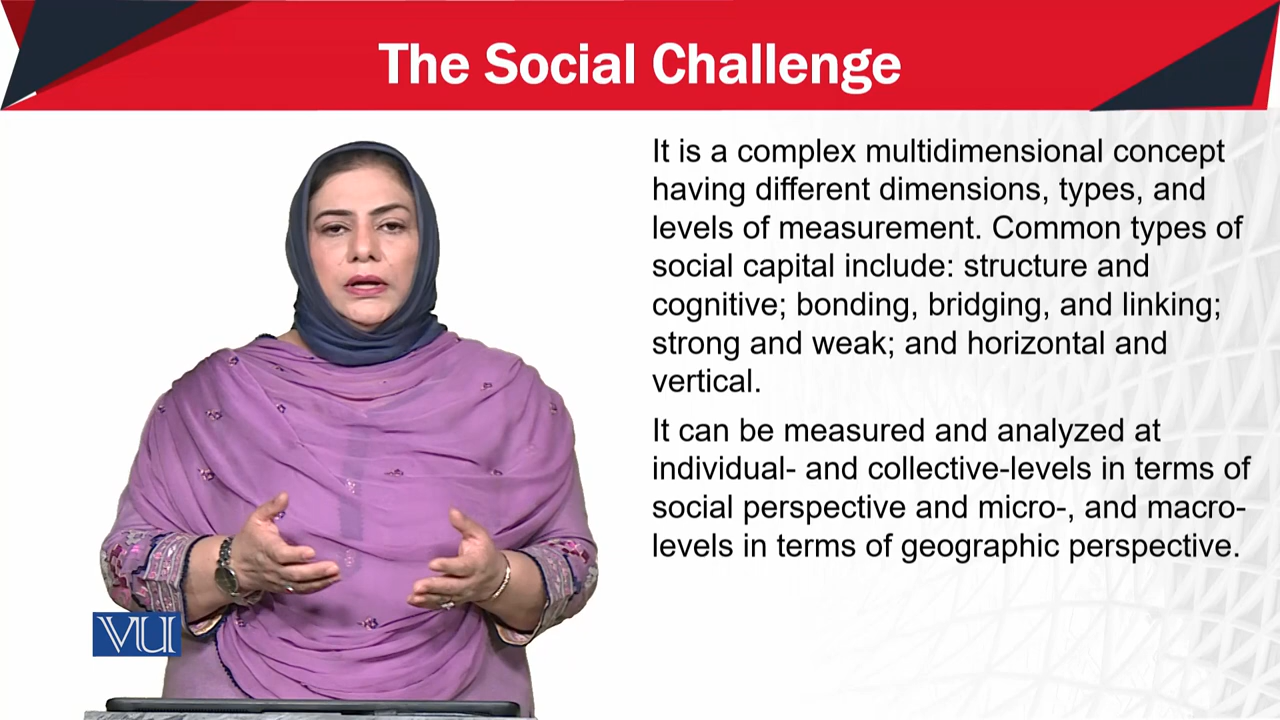 The Social Challenge
It is a complex multidimensional concept
having different dimensions, types, and
levels of measurement. Common types of
social capital include: structure and
cognitive; bonding, bridging, and linking;
strong and weak; and horizontal and
vertical.
It can be measured and analyzed at
individual- and collective-levels in terms of
social perspective and micro-, and macro-
levels in terms of geographic perspective.
VU